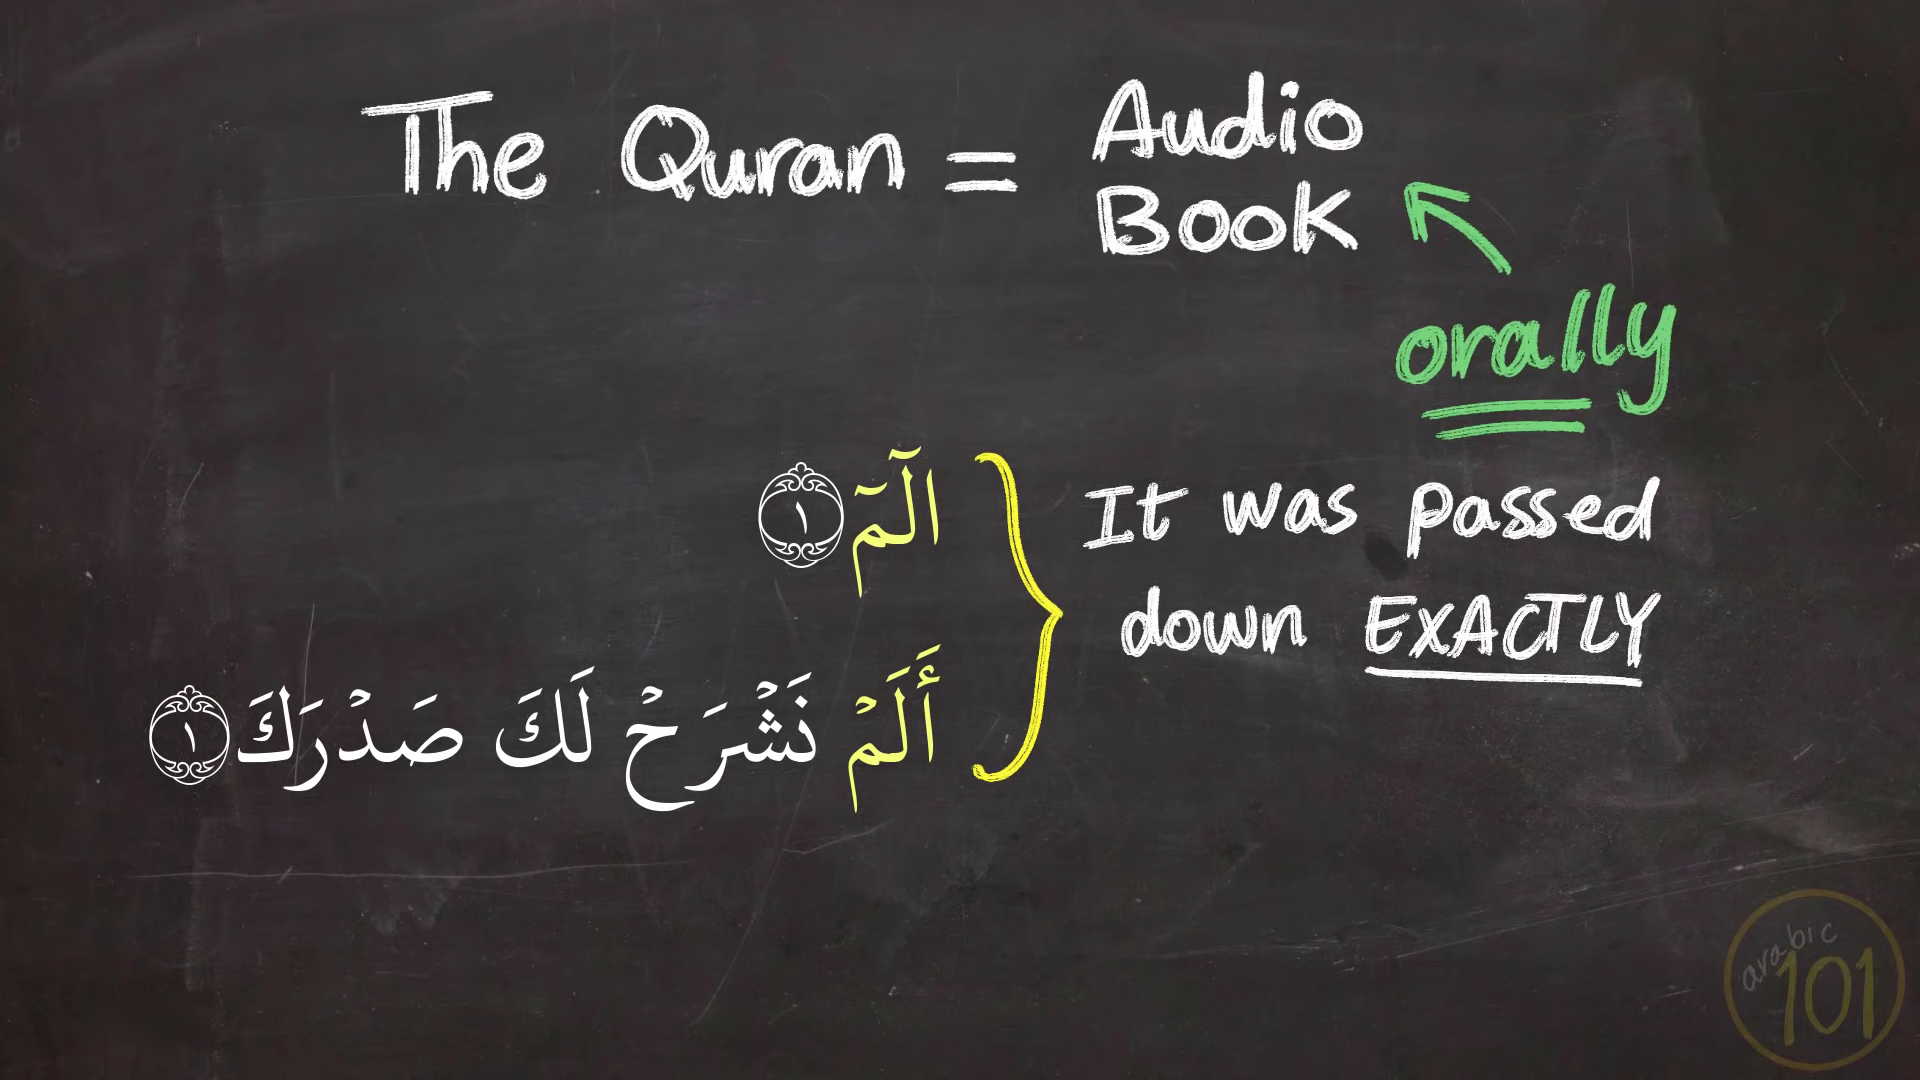 The Quran = Audio
Book
orally
الٓمٓ ١
It was passed
down EXACTLY
أَلَمۡ نَشۡرَحۡ لَكَ صَدۡرَكَ ١
arabic
101